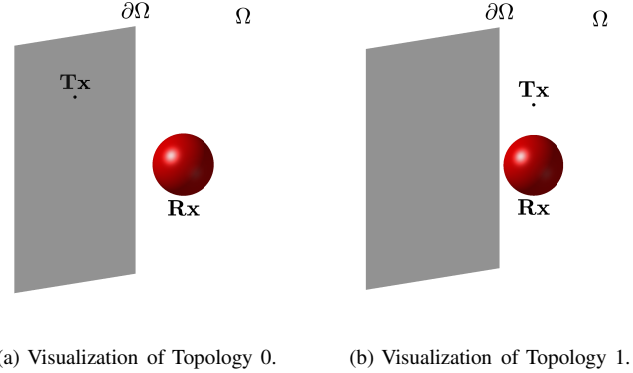 ∂Ω Ω
Tx
Rx
(a) Visualization of Topology 0.
∂Ω Ω
Tx
Rx
(b) Visualization of Topology 1.